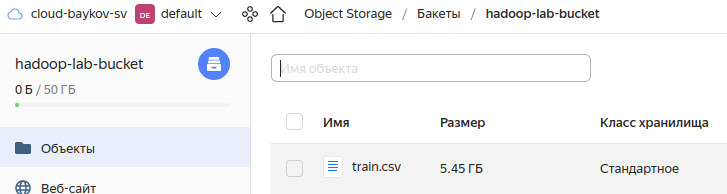 cloud-baykov-sv DE default Object Storage / Бакеты / hadoop-lab-bucket
hadoop-lab-bucket
0 Б / 50 ГБ
Имя объекта
Имя Размер Класс хранилища
Объекты
train.csv 5.45 ГБ Стандартное
Веб-сайт